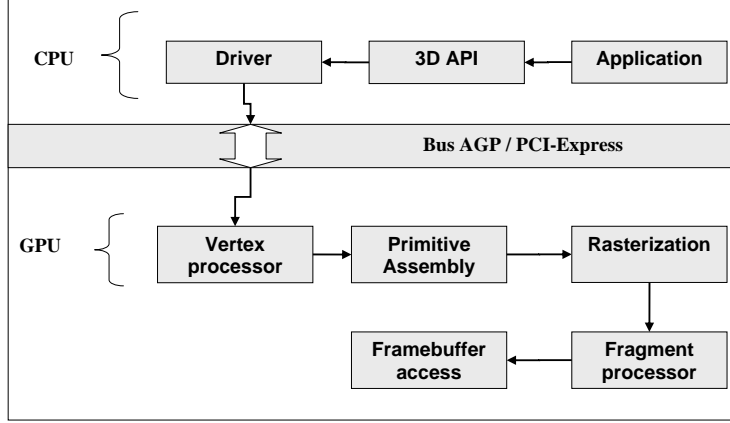 CPU
Driver
3D API
Application
Bus AGP / PCI-Express
GPU
Vertex
processor
Primitive
Assembly
Rasterization
Framebuffer
access
Fragment
processor